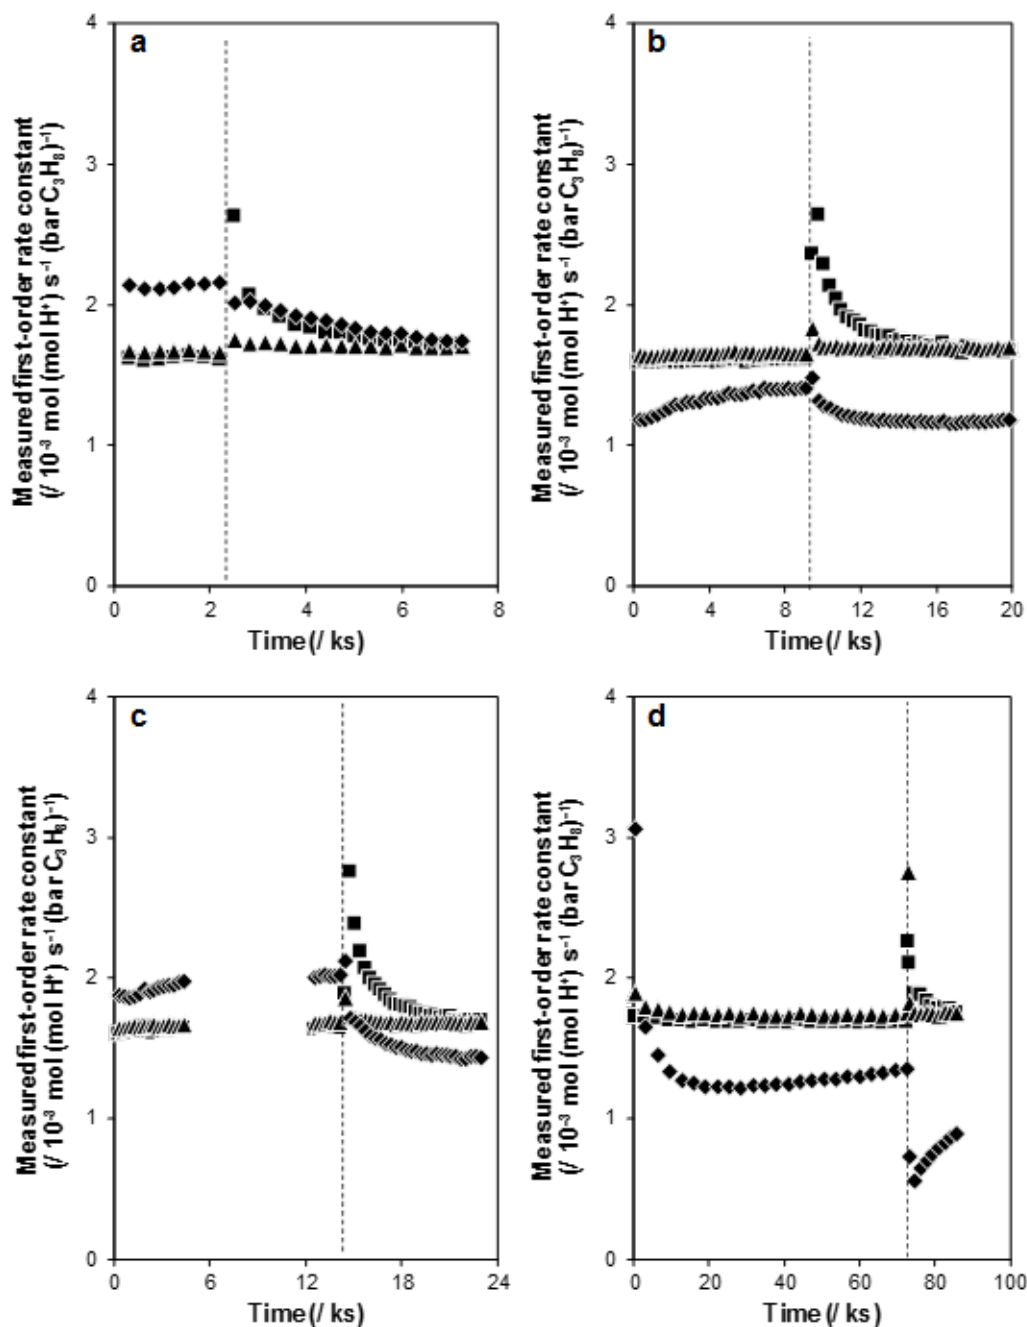 a
Measured first-order rate constant
(/ 10⁻³ mol (mol H⁺) s⁻¹ (bar C₃H₈)⁻¹)
4
3
2
1
0
0 2 4 6 8
Time (/ ks)
b
Measured first-order rate constant
(/ 10⁻³ mol (mol H⁺) s⁻¹ (bar C₃H₈)⁻¹)
4
3
2
1
0
0 4 8 12 16 20
Time (/ ks)
c
Measured first-order rate constant
(/ 10⁻³ mol (mol H⁺) s⁻¹ (bar C₃H₈)⁻¹)
4
3
2
1
0
0 6 12 18 24
Time (/ ks)
d
Measured first-order rate constant
(/ 10⁻³ mol (mol H⁺) s⁻¹ (bar C₃H₈)⁻¹)
4
3
2
1
0
0 20 40 60 80 100
Time (/ ks)